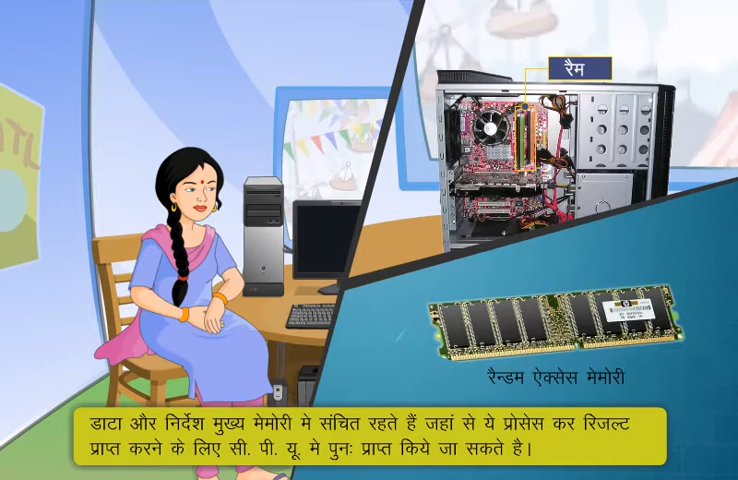 रैम
रैन्डम ऐक्सेस मेमोरी
डाटा और निर्देश मुख्य मेमोरी मे संचित रहते हैं जहां से ये प्रोसेस कर रिजल्ट
प्राप्त करने के लिए सी. पी. यू. मे पुनः प्राप्त किये जा सकते है।